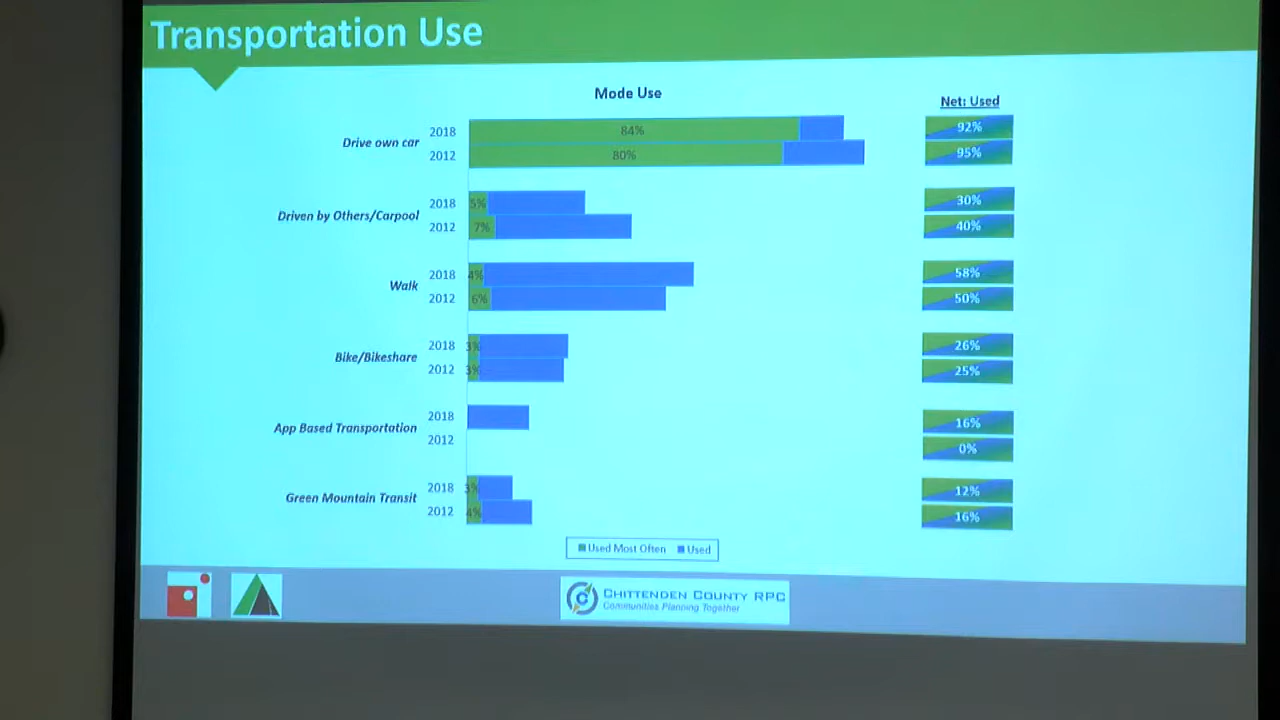 Transportation Use
Mode Use
Net: Used
Drive own car
2018 84% 92%
2012 80% 95%
Driven by Others/Carpool
2018 5% 30%
2012 7% 40%
Walk
2018 4% 58%
2012 6% 50%
Bike/Bikeshare
2018 3% 26%
2012 3% 25%
App Based Transportation
2018 16%
2012 0%
Green Mountain Transit
2018 3% 12%
2012 4% 16%
Used Most Often Used
C CHITTENDEN COUNTY RPC
Communities Planning Together